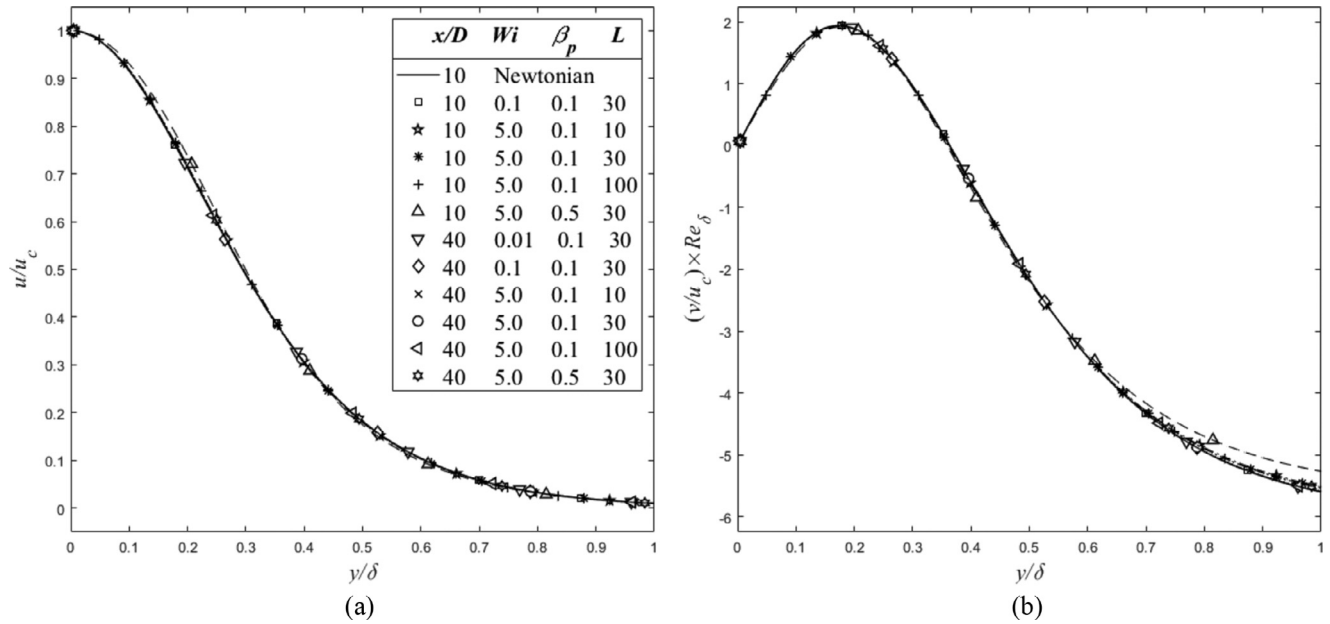 x/D Wi β_p L
10 Newtonian
10 0.1 0.1 30
10 5.0 0.1 10
10 5.0 0.1 30
10 5.0 0.1 100
10 5.0 0.5 30
40 0.01 0.1 30
40 0.1 0.1 30
40 5.0 0.1 10
40 5.0 0.1 30
40 5.0 0.1 100
40 5.0 0.5 30
1
0.9
0.8
0.7
0.6
0.5
0.4
0.3
0.2
0.1
0
u/u_c
0 0.1 0.2 0.3 0.4 0.5 0.6 0.7 0.8 0.9 1
y/δ
(a)
2
1
0
-1
-2
-3
-4
-5
-6
(v/u_c)×Re_δ
0 0.1 0.2 0.3 0.4 0.5 0.6 0.7 0.8 0.9 1
y/δ
(b)